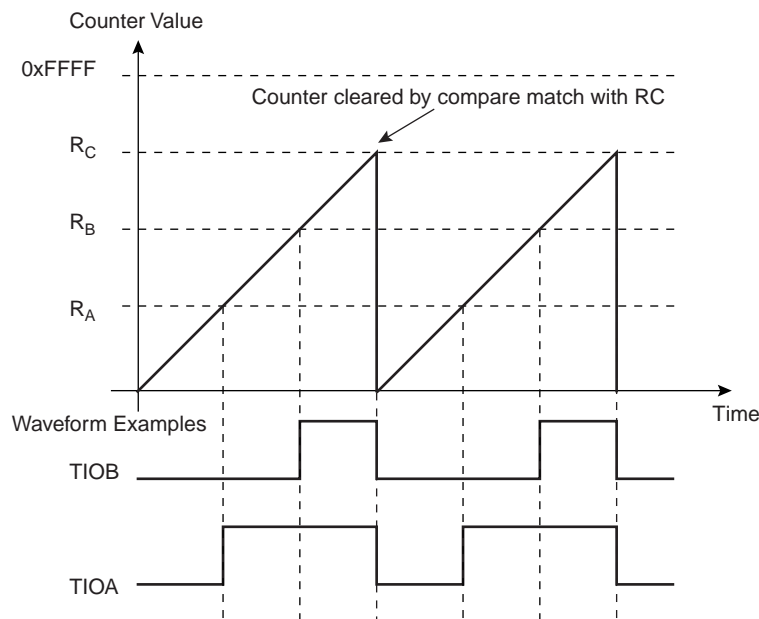 Counter Value
0xFFFF
Counter cleared by compare match with RC
RC
RB
RA
Time
Waveform Examples
TIOB
TIOA